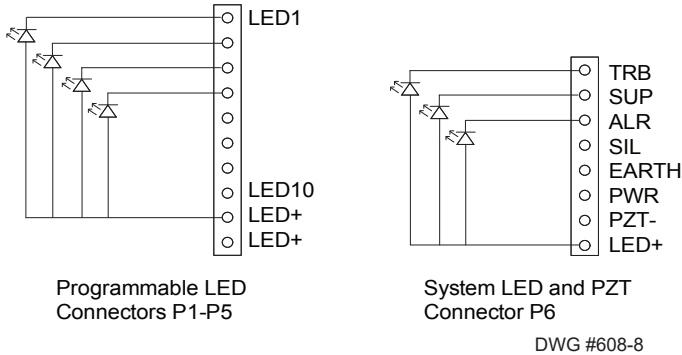 LED1
LED10
LED+
LED+
Programmable LED
Connectors P1-P5
TRB
SUP
ALR
SIL
EARTH
PWR
PZT-
LED+
System LED and PZT
Connector P6
DWG #608-8